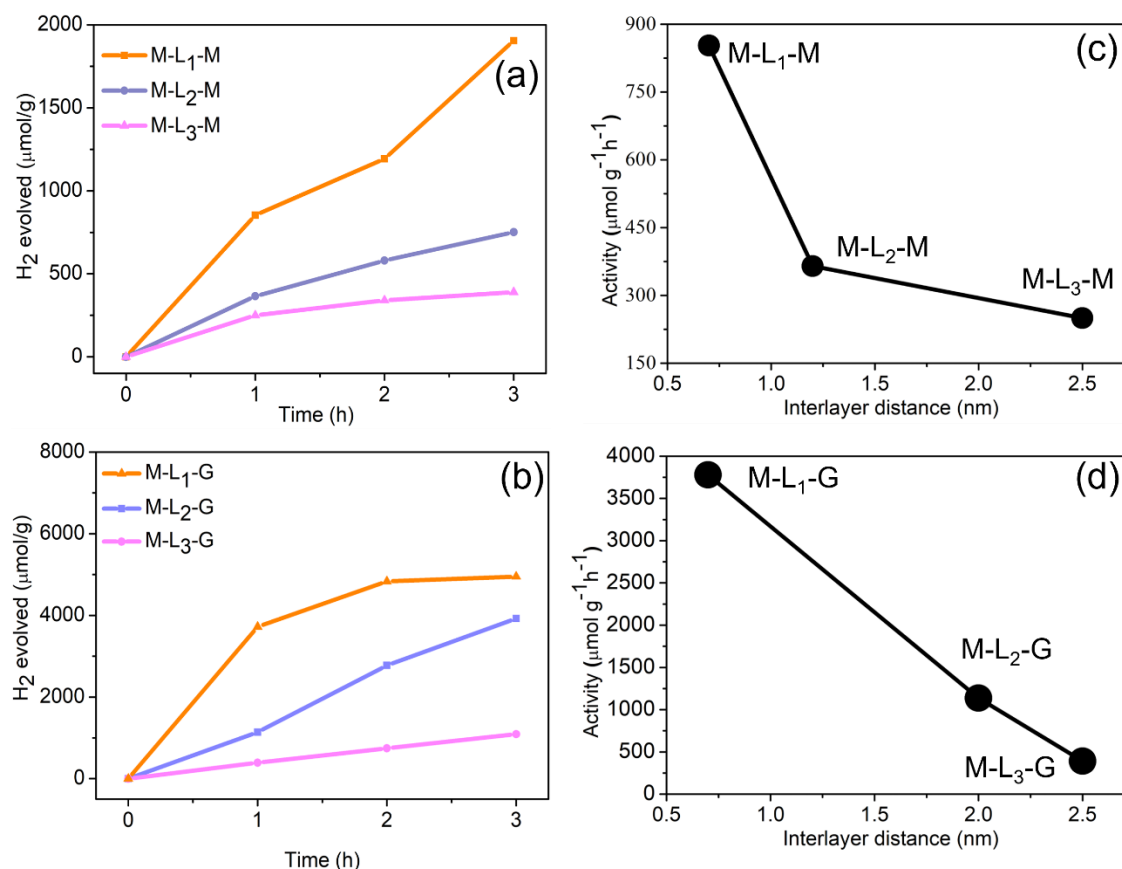 (a)
M-L1-M
M-L2-M
M-L3-M
H2 evolved (μmol/g)
2000
1500
1000
500
0
0 1 2 3
Time (h)
(c)
M-L1-M
M-L2-M
M-L3-M
Activity (μmol g-1h-1)
900
750
600
450
300
150
0.5 1.0 1.5 2.0 2.5
Interlayer distance (nm)
(b)
M-L1-G
M-L2-G
M-L3-G
H2 evolved (μmol/g)
8000
6000
4000
2000
0
0 1 2 3
Time (h)
(d)
M-L1-G
M-L2-G
M-L3-G
Activity (μmol g-1h-1)
4000
3500
3000
2500
2000
1500
1000
500
0
0.5 1.0 1.5 2.0 2.5
Interlayer distance (nm)